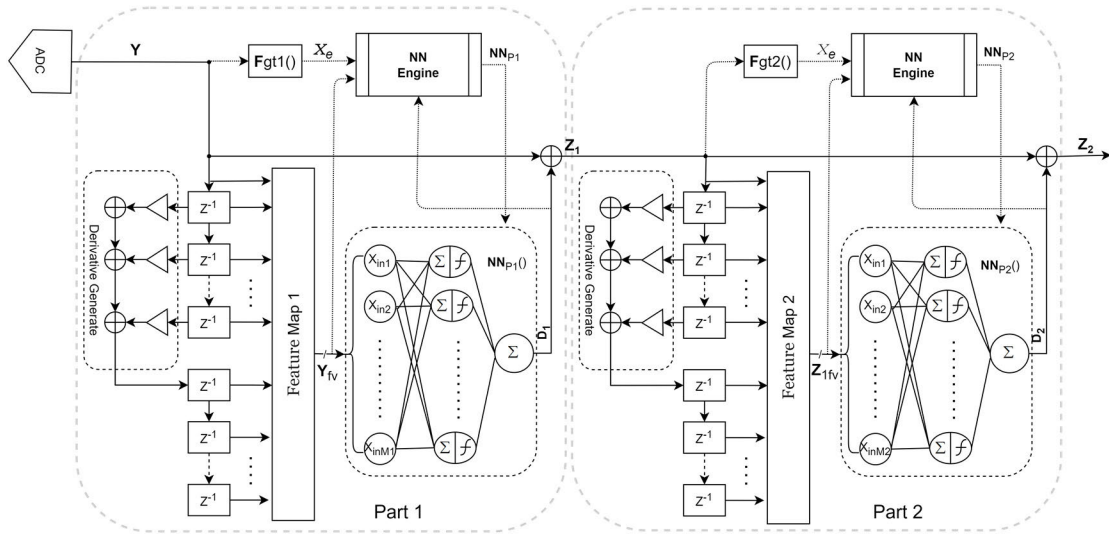 ADC
Y
Fgt1()
Xe
NN
Engine
NNP1
Z1
Derivative Generate
Z-1
Z-1
Z-1
Z-1
Z-1
Z-1
Feature Map 1
Yfv
Xin1
Xin2
XinM1
Σ ƒ
Σ ƒ
Σ ƒ
Σ
NNP1()
D1
Part 1
Fgt2()
Xe
NN
Engine
NNP2
Z2
Derivative Generate
Z-1
Z-1
Z-1
Z-1
Z-1
Z-1
Feature Map 2
Z1fv
Xin1
Xin2
XinM2
Σ ƒ
Σ ƒ
Σ ƒ
Σ
NNP2()
D2
Part 2